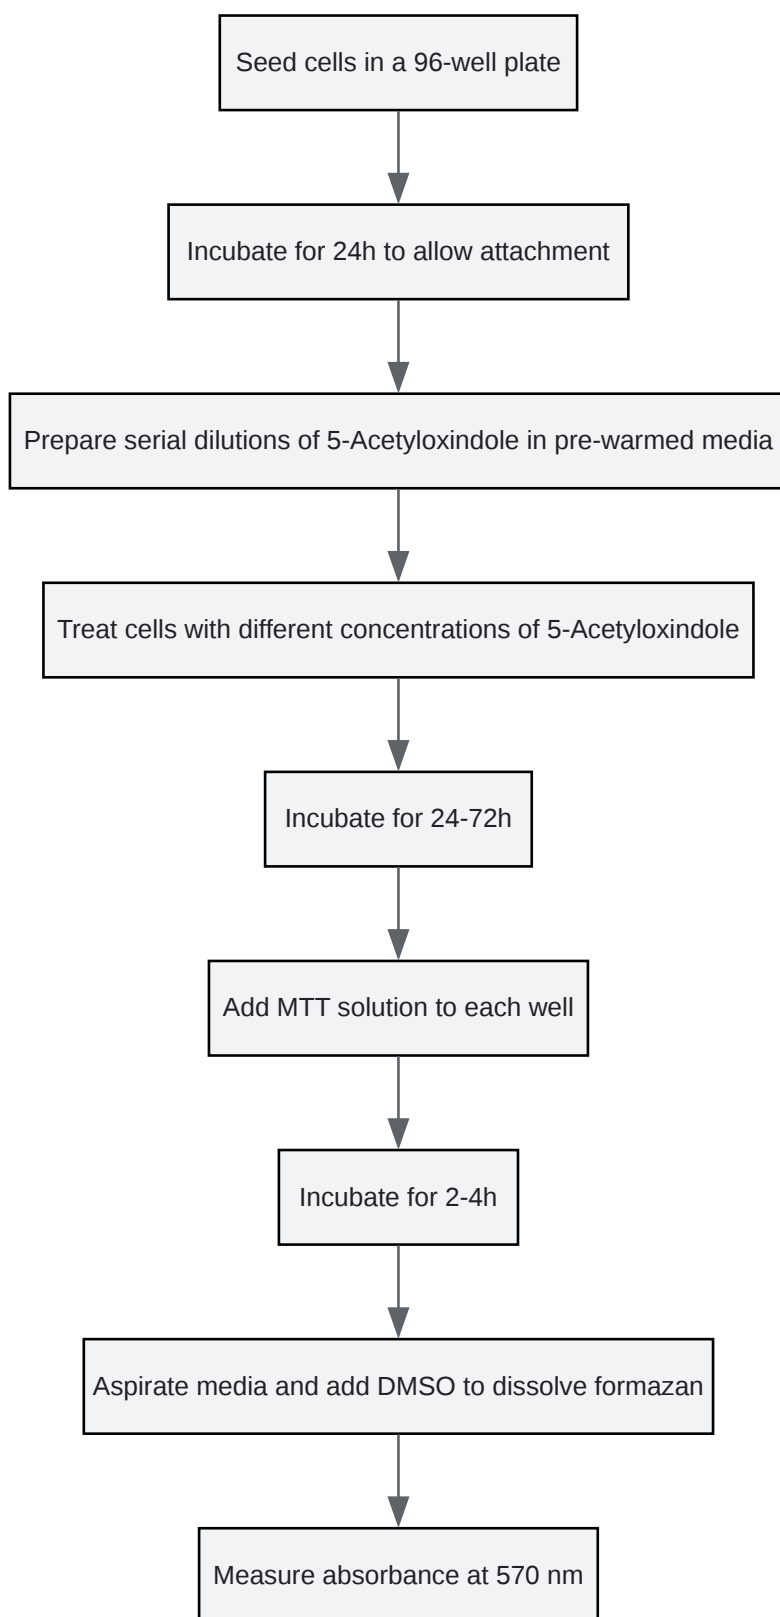 Seed cells in a 96-well plate
Incubate for 24h to allow attachment
Prepare serial dilutions of 5-Acetyloxindole in pre-warmed media
Treat cells with different concentrations of 5-Acetyloxindole
Incubate for 24-72h
Add MTT solution to each well
Incubate for 2-4h
Aspirate media and add DMSO to dissolve formazan
Measure absorbance at 570 nm